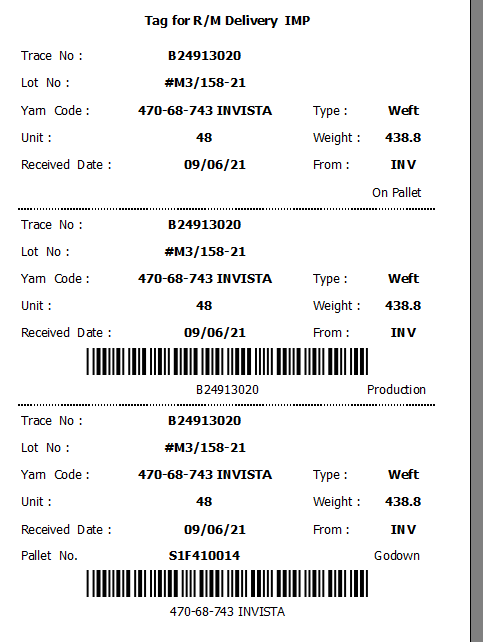 Tag for R/M Delivery IMP
Trace No : B24913020
Lot No : #M3/158-21
Yarn Code : 470-68-743 INVISTA Type : Weft
Unit : 48 Weight : 438.8
Received Date : 09/06/21 From : INV
On Pallet
Trace No : B24913020
Lot No : #M3/158-21
Yarn Code : 470-68-743 INVISTA Type : Weft
Unit : 48 Weight : 438.8
Received Date : 09/06/21 From : INV
B24913020 Production
Trace No : B24913020
Lot No : #M3/158-21
Yarn Code : 470-68-743 INVISTA Type : Weft
Unit : 48 Weight : 438.8
Received Date : 09/06/21 From : INV
Pallet No. S1F410014 Godown
470-68-743 INVISTA